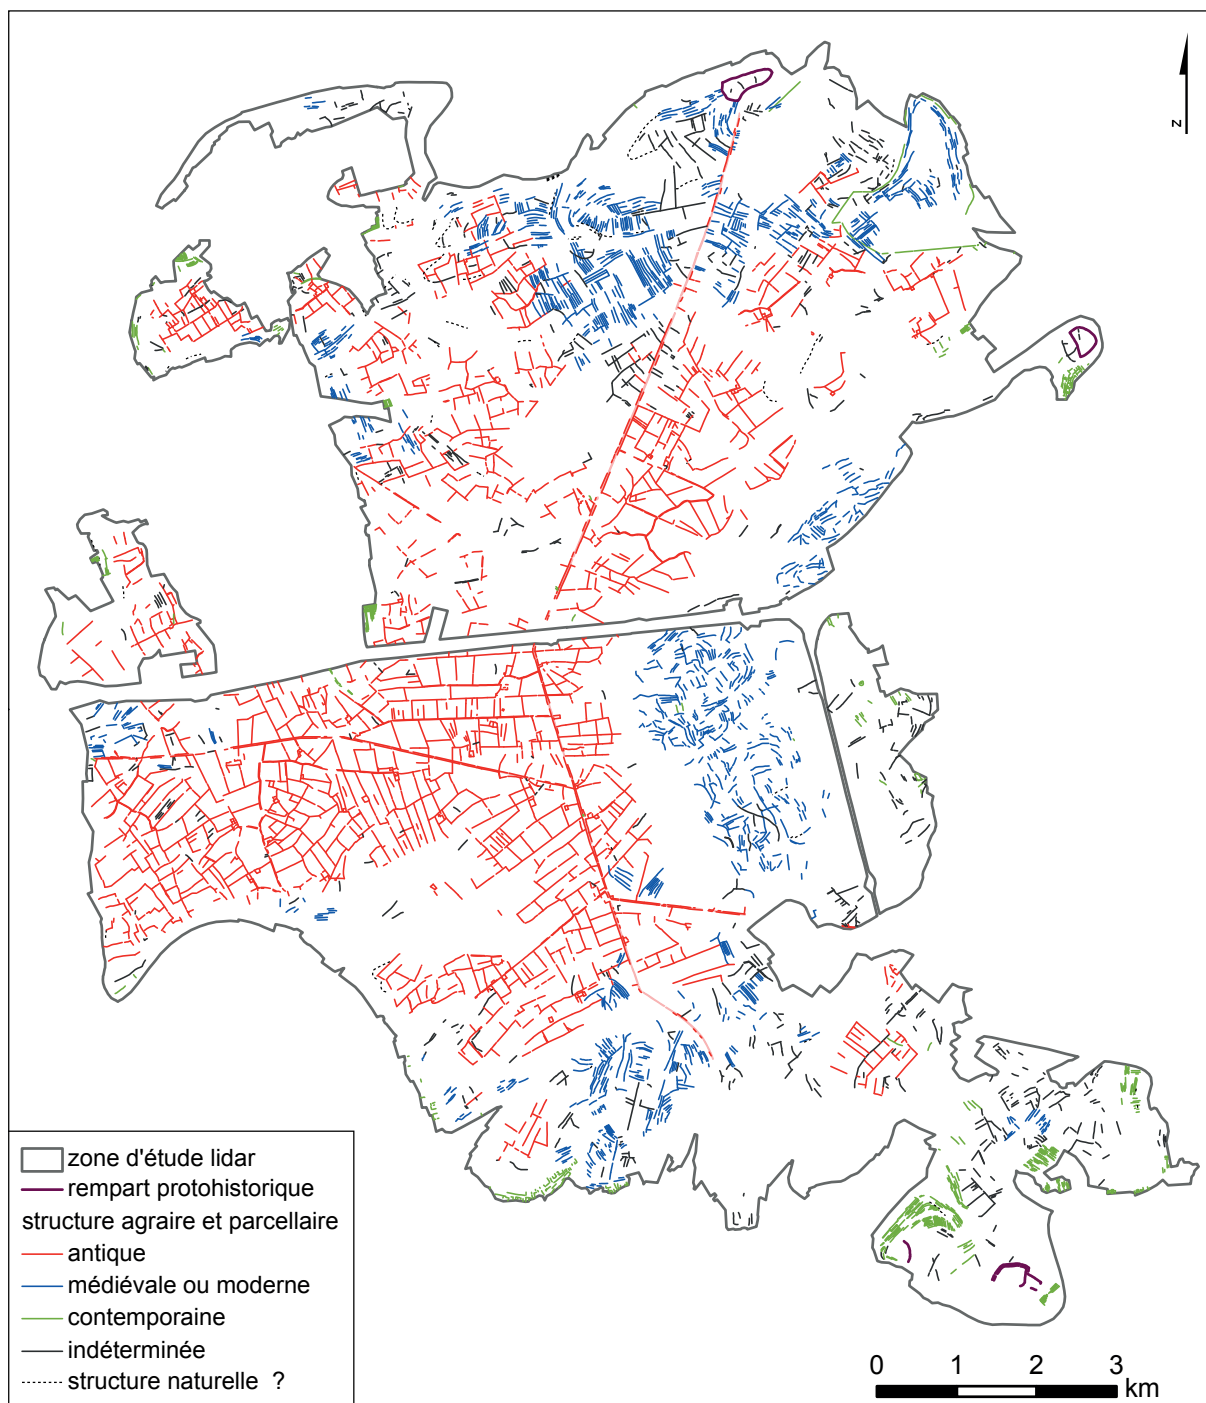 z
zone d'étude lidar
rempart protohistorique
structure agraire et parcellaire
antique
médiévale ou moderne
contemporaine
indéterminée
structure naturelle ?
0 1 2 3
km